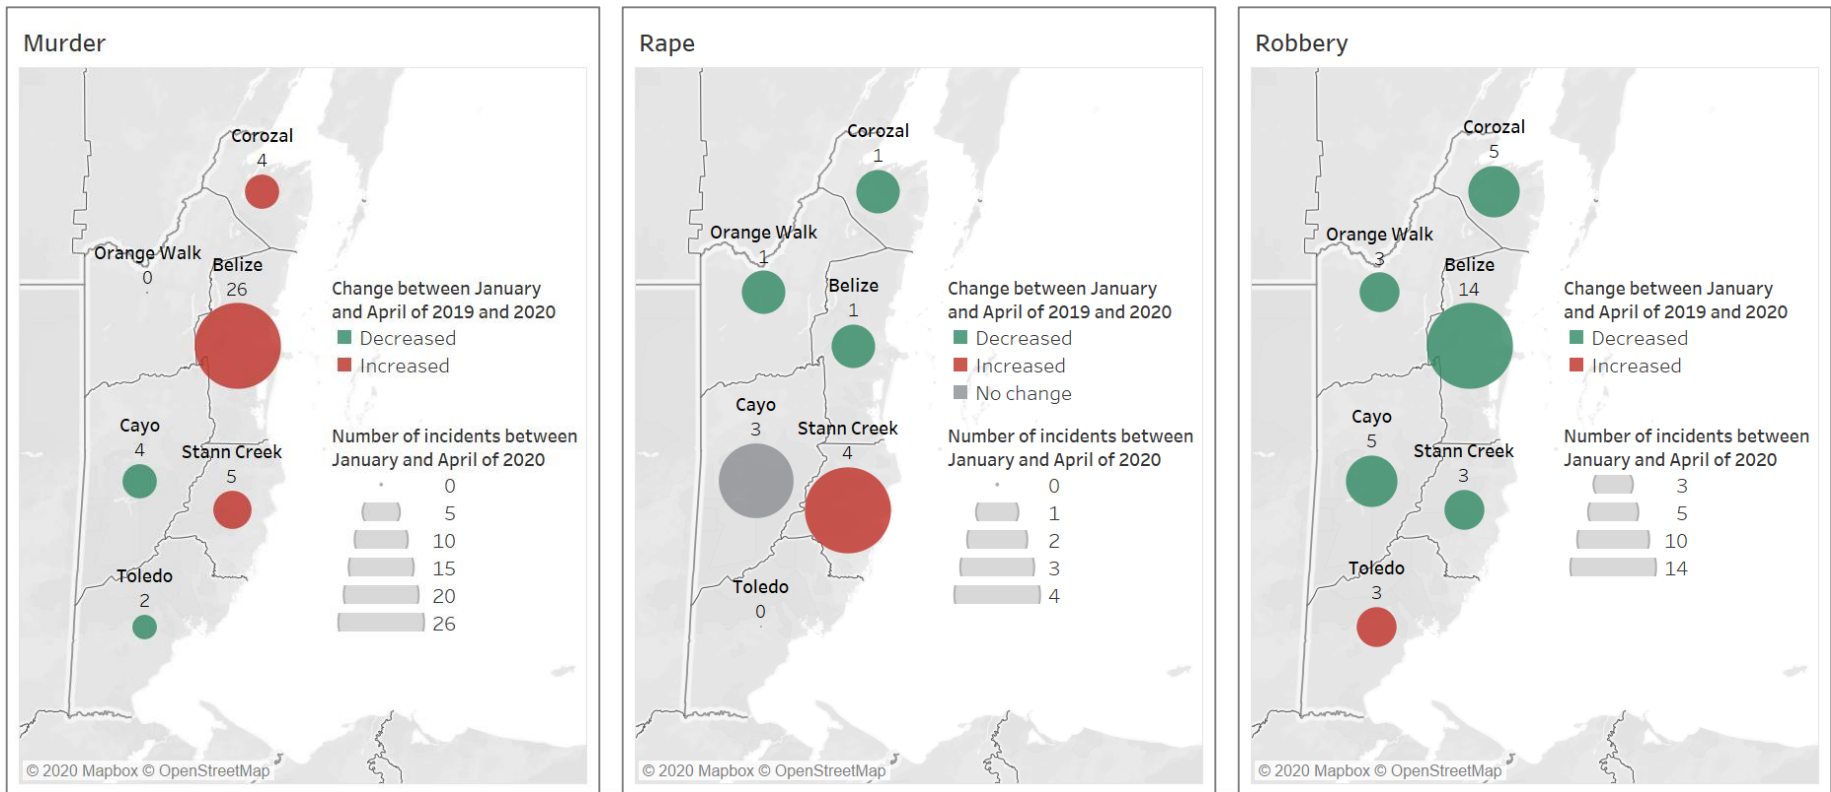 Murder
Corozal
4
Orange Walk
0
Belize
26
Change between January
and April of 2019 and 2020
Decreased
Increased
Cayo
4
Stann Creek
5
Number of incidents between
January and April of 2020
0
5
10
15
20
26
Toledo
2
© 2020 Mapbox © OpenStreetMap
Rape
Corozal
1
Orange Walk
1
Belize
1
Change between January
and April of 2019 and 2020
Decreased
Increased
No change
Cayo
3
Stann Creek
4
Number of incidents between
January and April of 2020
0
1
2
3
4
Toledo
0
© 2020 Mapbox © OpenStreetMap
Robbery
Corozal
5
Orange Walk
3
Belize
14
Change between January
and April of 2019 and 2020
Decreased
Increased
Cayo
5
Stann Creek
3
Number of incidents between
January and April of 2020
3
5
10
14
Toledo
3
© 2020 Mapbox © OpenStreetMap